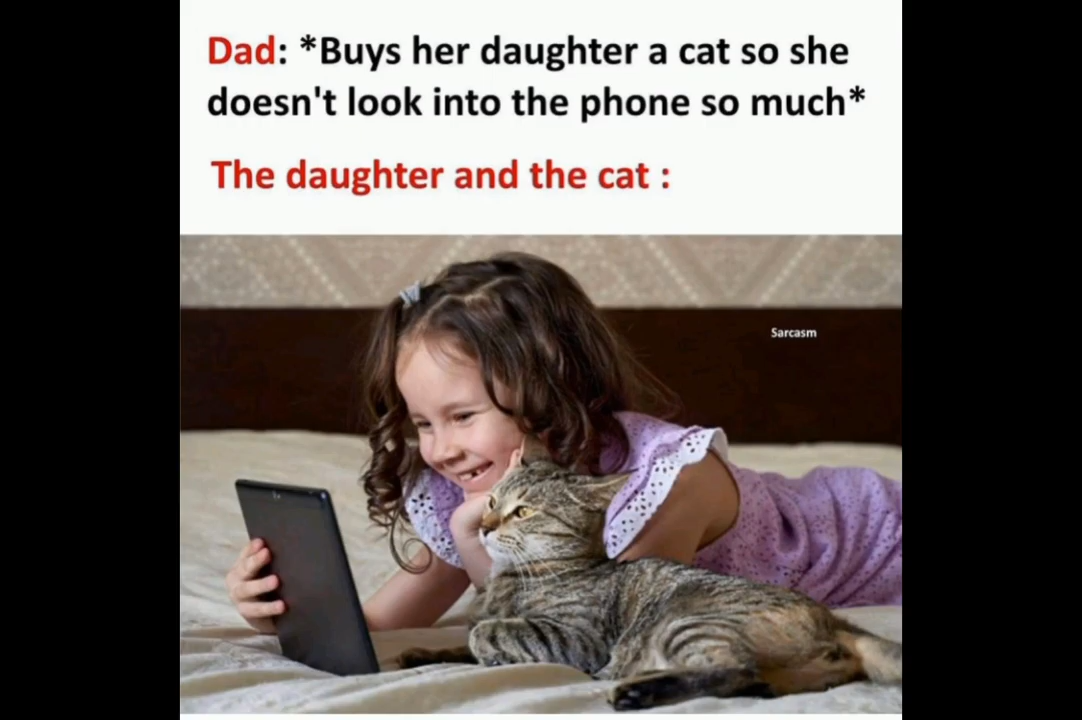 Dad: *Buys her daughter a cat so she
doesn't look into the phone so much*
The daughter and the cat :
Sarcasm